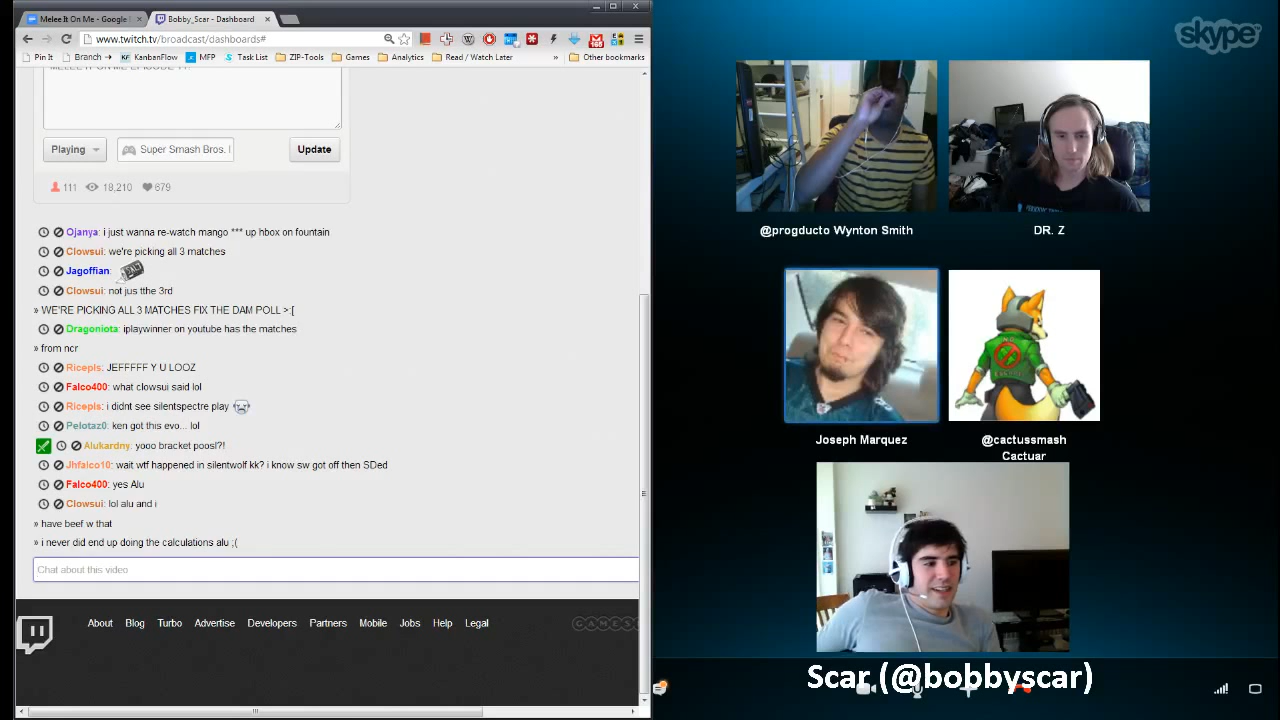 Melee It On Me - Google
Bobby_Scar - Dashboard
www.twitch.tv/broadcast/dashboards#
165
Pin It
Branch →
KanbanFlow
MFP
Task List
ZIP-Tools
Games
Analytics
Read / Watch Later
»
Other bookmarks
Playing
Super Smash Bros.
Update
111
18,210
679
Ojanya: i just wanna re-watch mango *** up hbox on fountain
Clowsui: we're picking all 3 matches
Jagoffian:
Clowsui: not jus tthe 3rd
» WE'RE PICKING ALL 3 MATCHES FIX THE DAM POLL >:[
Dragoniota: iplaywinner on youtube has the matches
» from ncr
Ricepls: JEFFFFF Y U LOOZ
Falco400: what clowsui said lol
Ricepls: i didnt see silentspectre play
Pelotaz0: ken got this evo... lol
Alukardny: yooo bracket poosl?!
Jhfalco10: wait wtf happened in silentwolf kk? i know sw got off then SDed
Falco400: yes Alu
Clowsui: lol alu and i
» have beef w that
» i never did end up doing the calculations alu ;(
Chat about this video
About
Blog
Turbo
Advertise
Developers
Partners
Mobile
Jobs
Help
Legal
GAMES
skype
@progducto Wynton Smith
DR. Z
Joseph Marquez
@cactussmash
Cactuar
Scar (@bobbyscar)